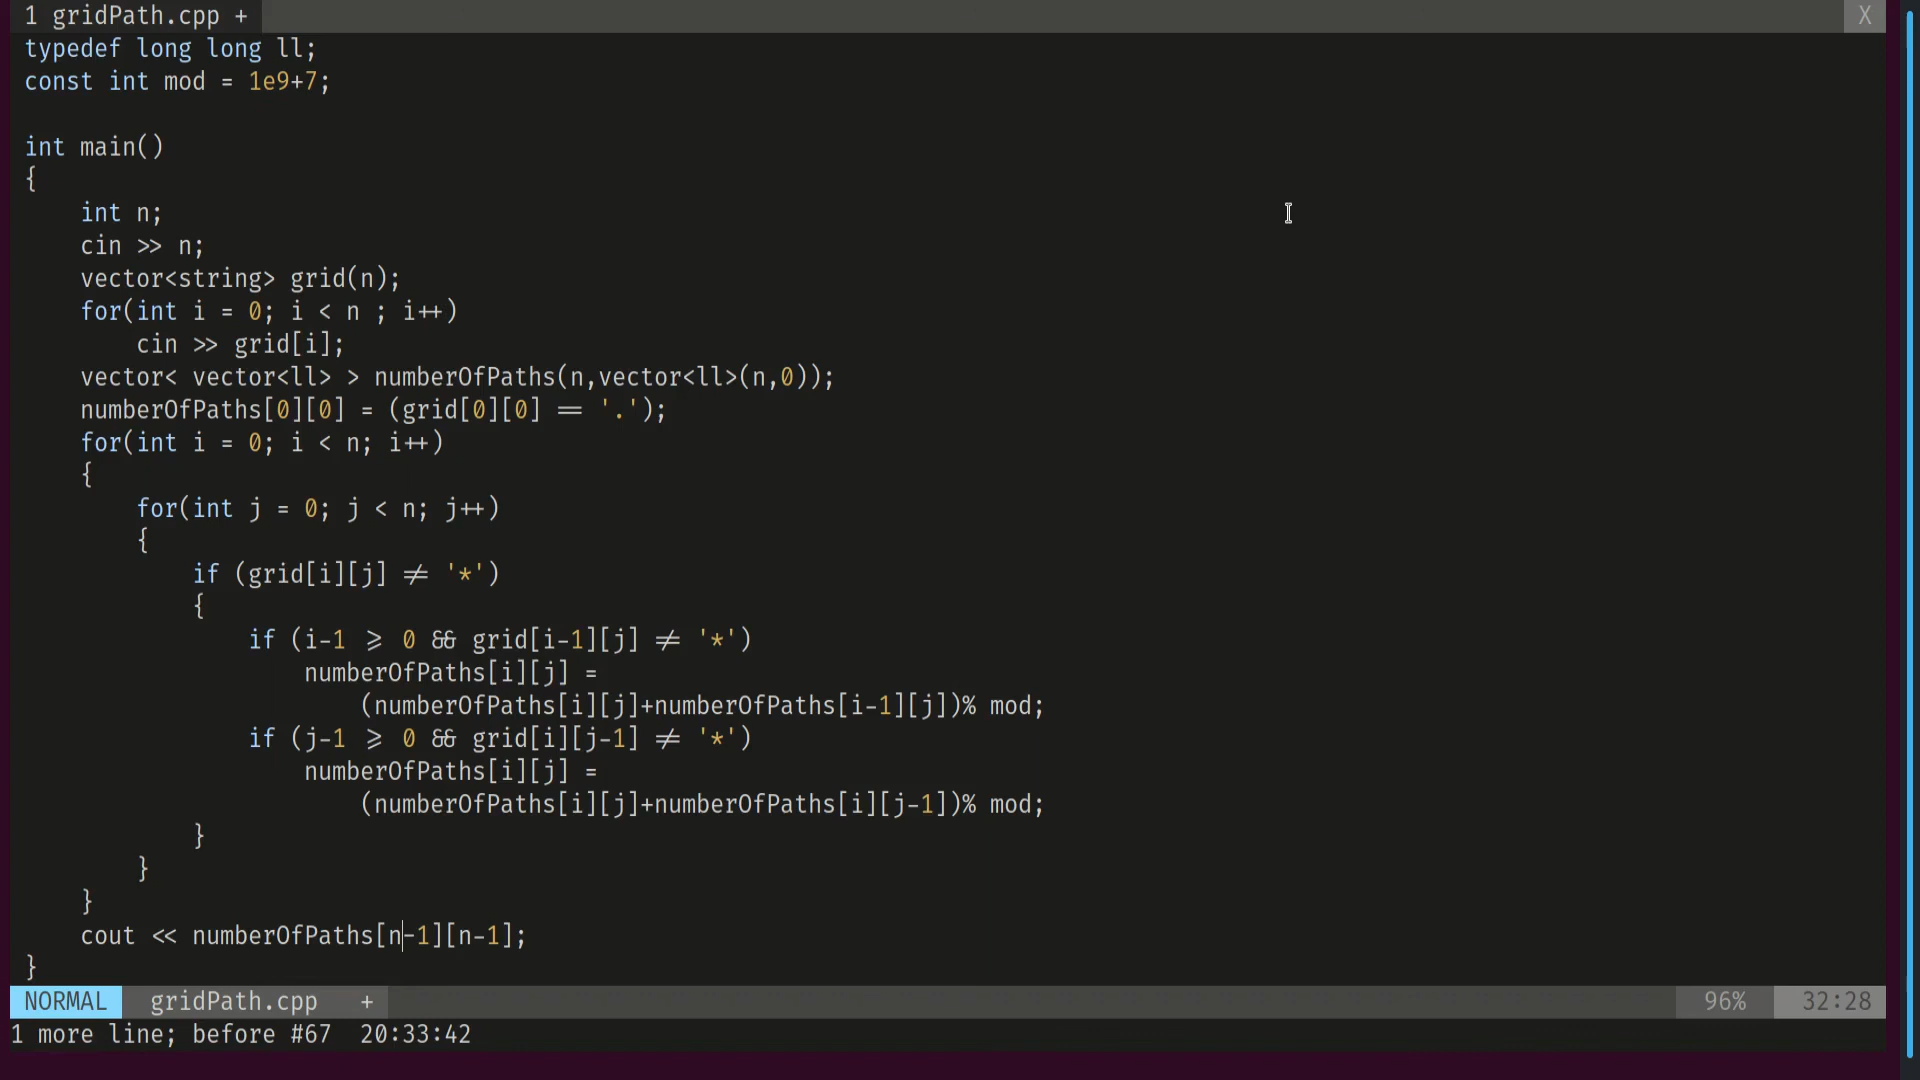 1 gridPath.cpp + X
typedef long long ll;
const int mod = 1e9+7;
int main()
{
    int n;
    cin >> n;
    vector<string> grid(n);
    for(int i = 0; i < n ; i++)
        cin >> grid[i];
    vector< vector<ll> > numberOfPaths(n,vector<ll>(n,0));
    numberOfPaths[0][0] = (grid[0][0] == '.');
    for(int i = 0; i < n; i++)
    {
        for(int j = 0; j < n; j++)
        {
            if (grid[i][j] != '*')
            {
                if (i-1 >= 0 && grid[i-1][j] != '*')
                    numberOfPaths[i][j] =
                        (numberOfPaths[i][j]+numberOfPaths[i-1][j])% mod;
                if (j-1 >= 0 && grid[i][j-1] != '*')
                    numberOfPaths[i][j] =
                        (numberOfPaths[i][j]+numberOfPaths[i][j-1])% mod;
            }
        }
    }
    cout << numberOfPaths[n-1][n-1];
}
NORMAL gridPath.cpp + 96% 32:28
1 more line; before #67  20:33:42